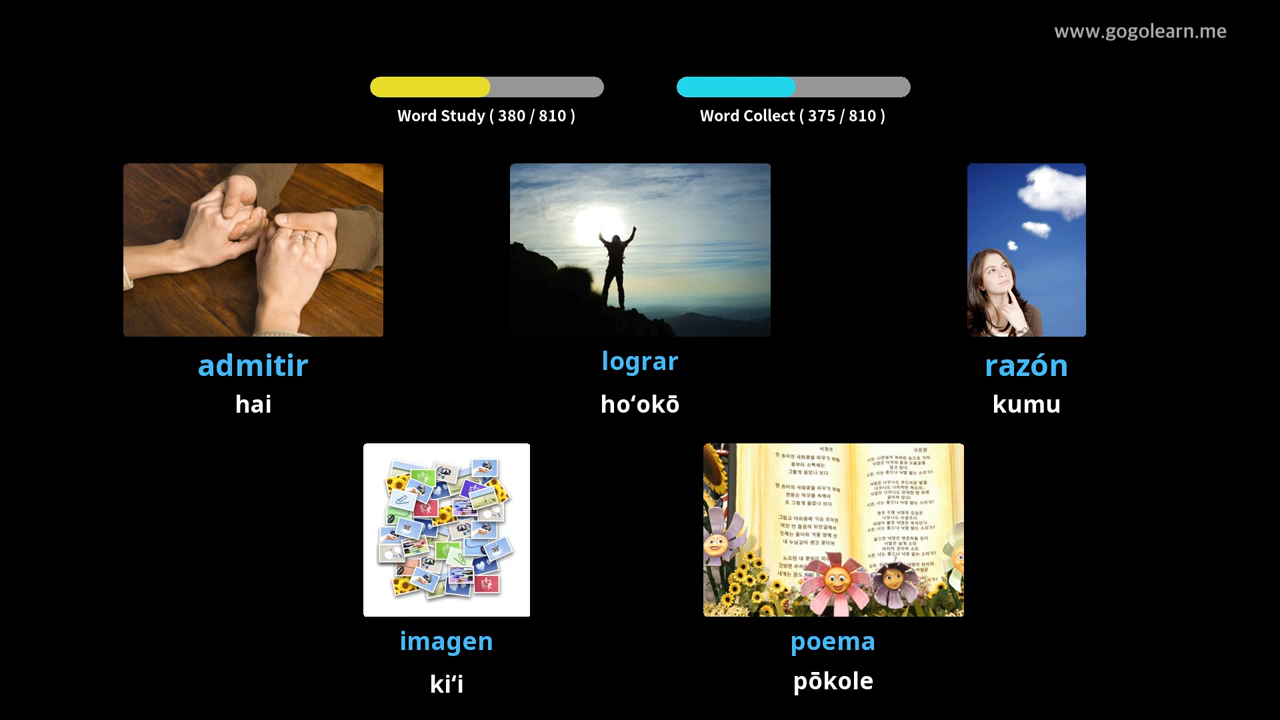 www.gogolearn.me
Word Study ( 380 / 810 )
Word Collect ( 375 / 810 )
admitir
hai
lograr
hoʻokō
razón
kumu
imagen
kiʻi
poema
pōkole